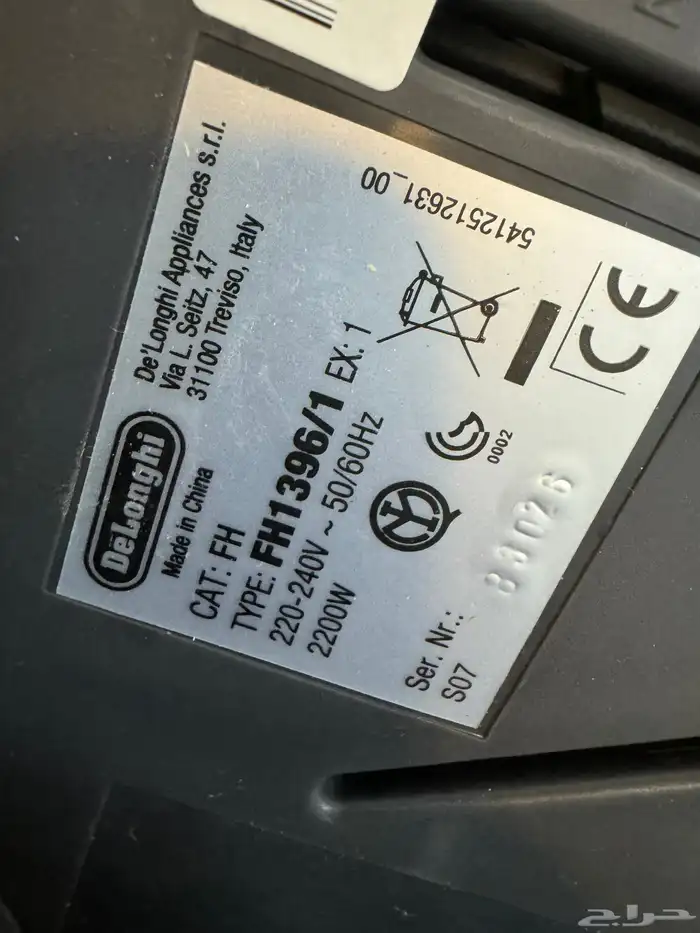 De'Longhi Appliances s.r.l.
Via L. Seitz, 47
31100 Treviso, Italy
DeLonghi
Made in China
CAT: FH
TYPE: FH1396/1 EX: 1
220-240V ~ 50/60Hz
2200W
5412512631_00
CE
0002
Ser. Nr.:
S07
حراج